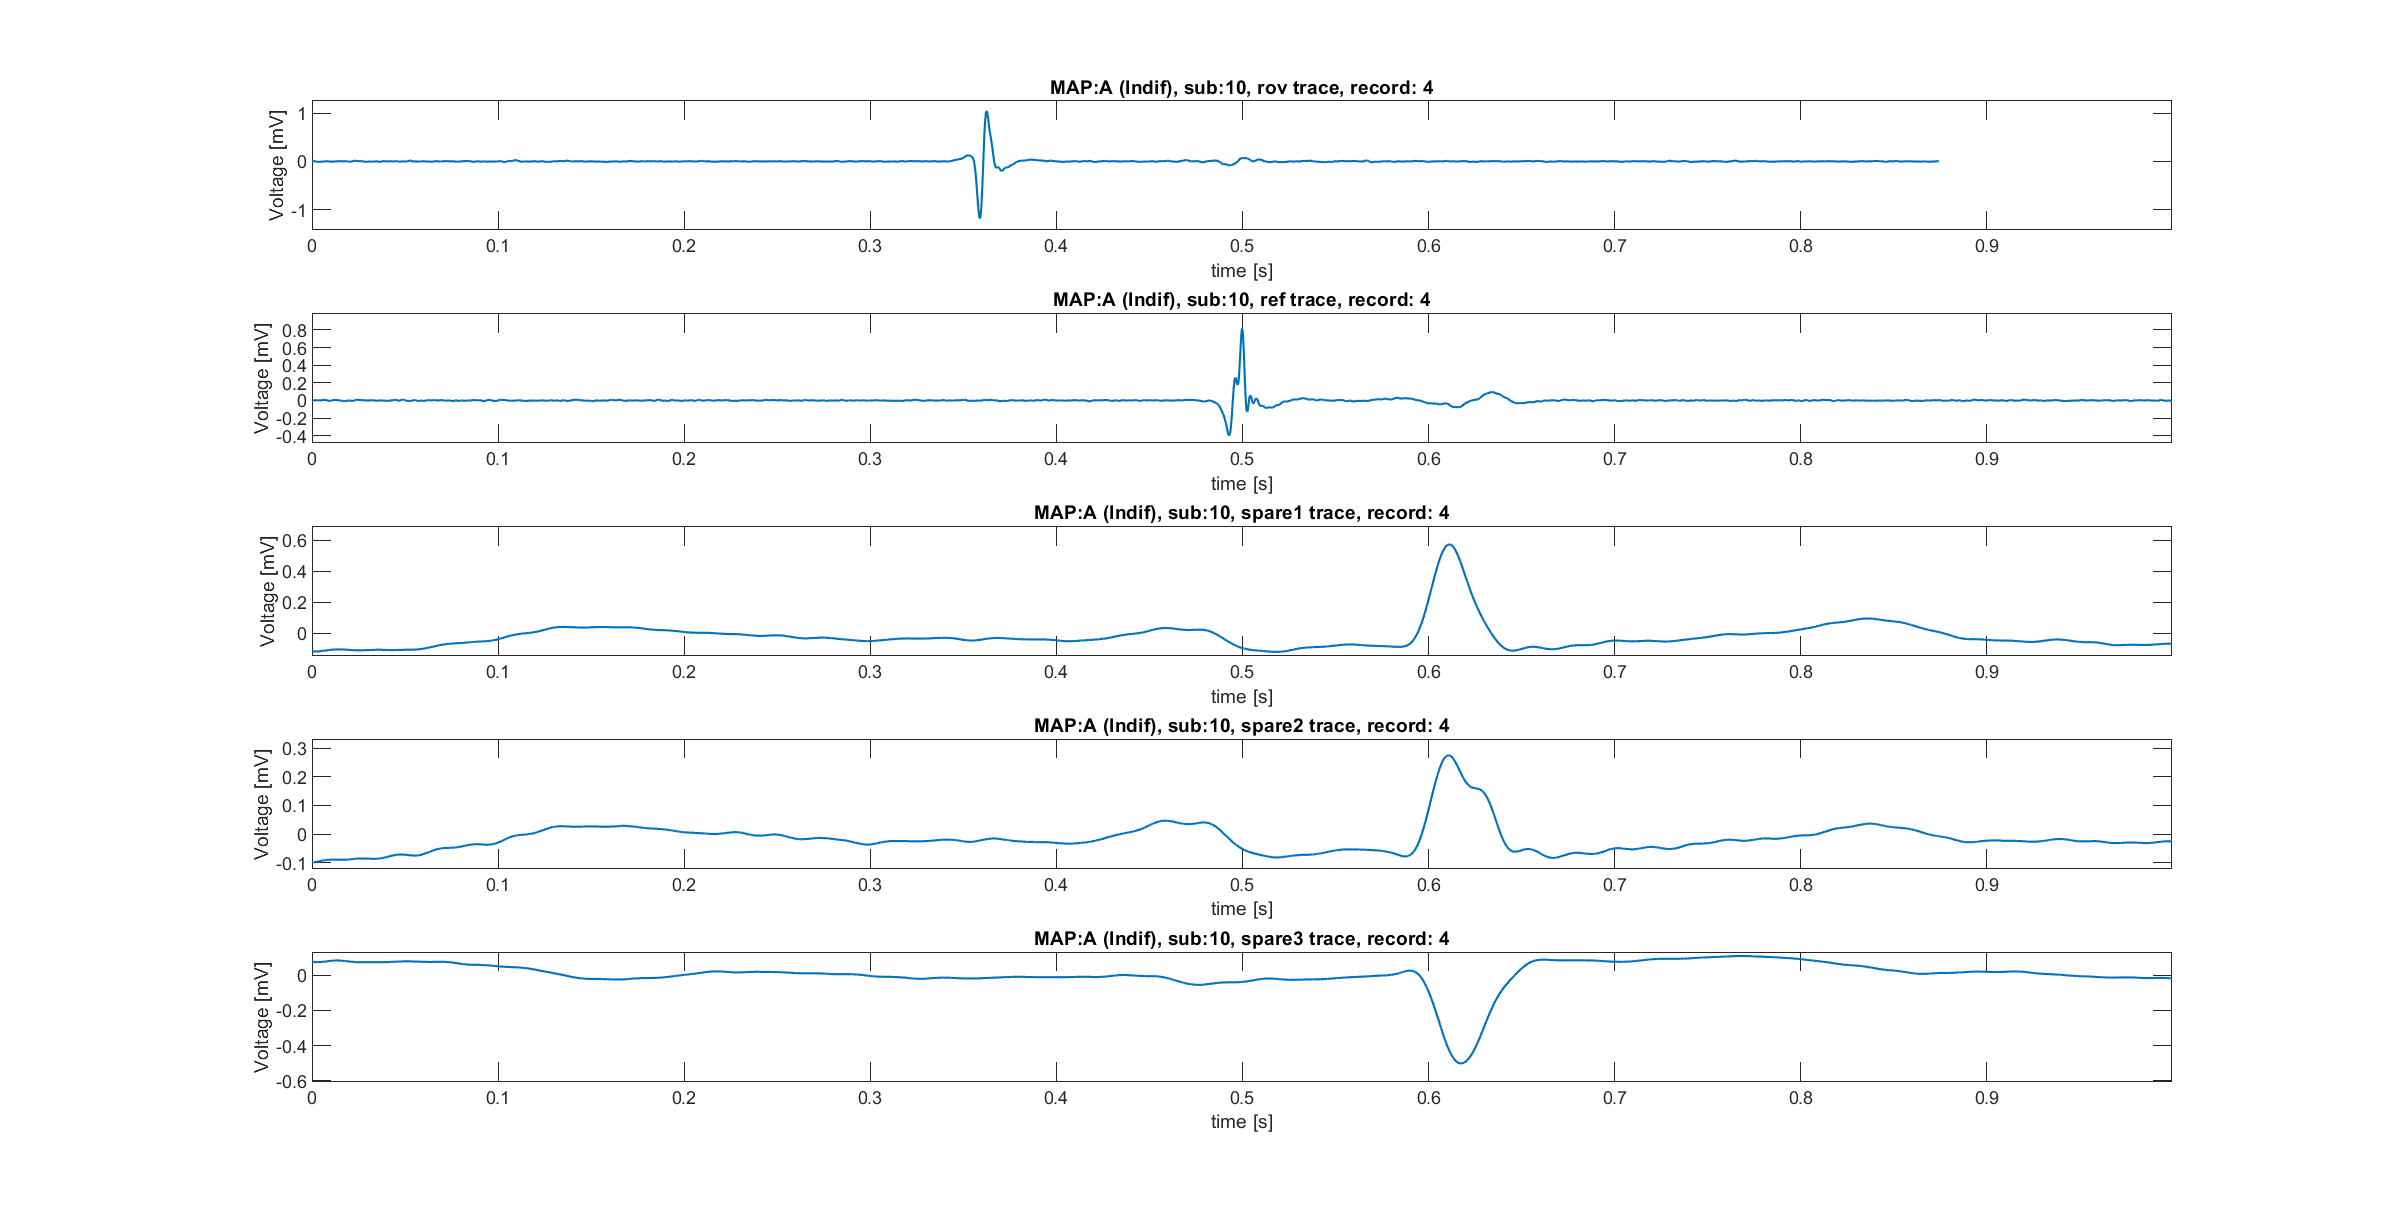 MAP:A (Indif), sub:10, rov trace, record: 4
Voltage [mV]
1
0
-1
0 0.1 0.2 0.3 0.4 0.5 0.6 0.7 0.8 0.9
time [s]
MAP:A (Indif), sub:10, ref trace, record: 4
Voltage [mV]
0.8
0.6
0.4
0.2
0
-0.2
-0.4
0 0.1 0.2 0.3 0.4 0.5 0.6 0.7 0.8 0.9
time [s]
MAP:A (Indif), sub:10, spare1 trace, record: 4
Voltage [mV]
0.6
0.4
0.2
0
0 0.1 0.2 0.3 0.4 0.5 0.6 0.7 0.8 0.9
time [s]
MAP:A (Indif), sub:10, spare2 trace, record: 4
Voltage [mV]
0.3
0.2
0.1
0
-0.1
0 0.1 0.2 0.3 0.4 0.5 0.6 0.7 0.8 0.9
time [s]
MAP:A (Indif), sub:10, spare3 trace, record: 4
Voltage [mV]
0
-0.2
-0.4
-0.6
0 0.1 0.2 0.3 0.4 0.5 0.6 0.7 0.8 0.9
time [s]